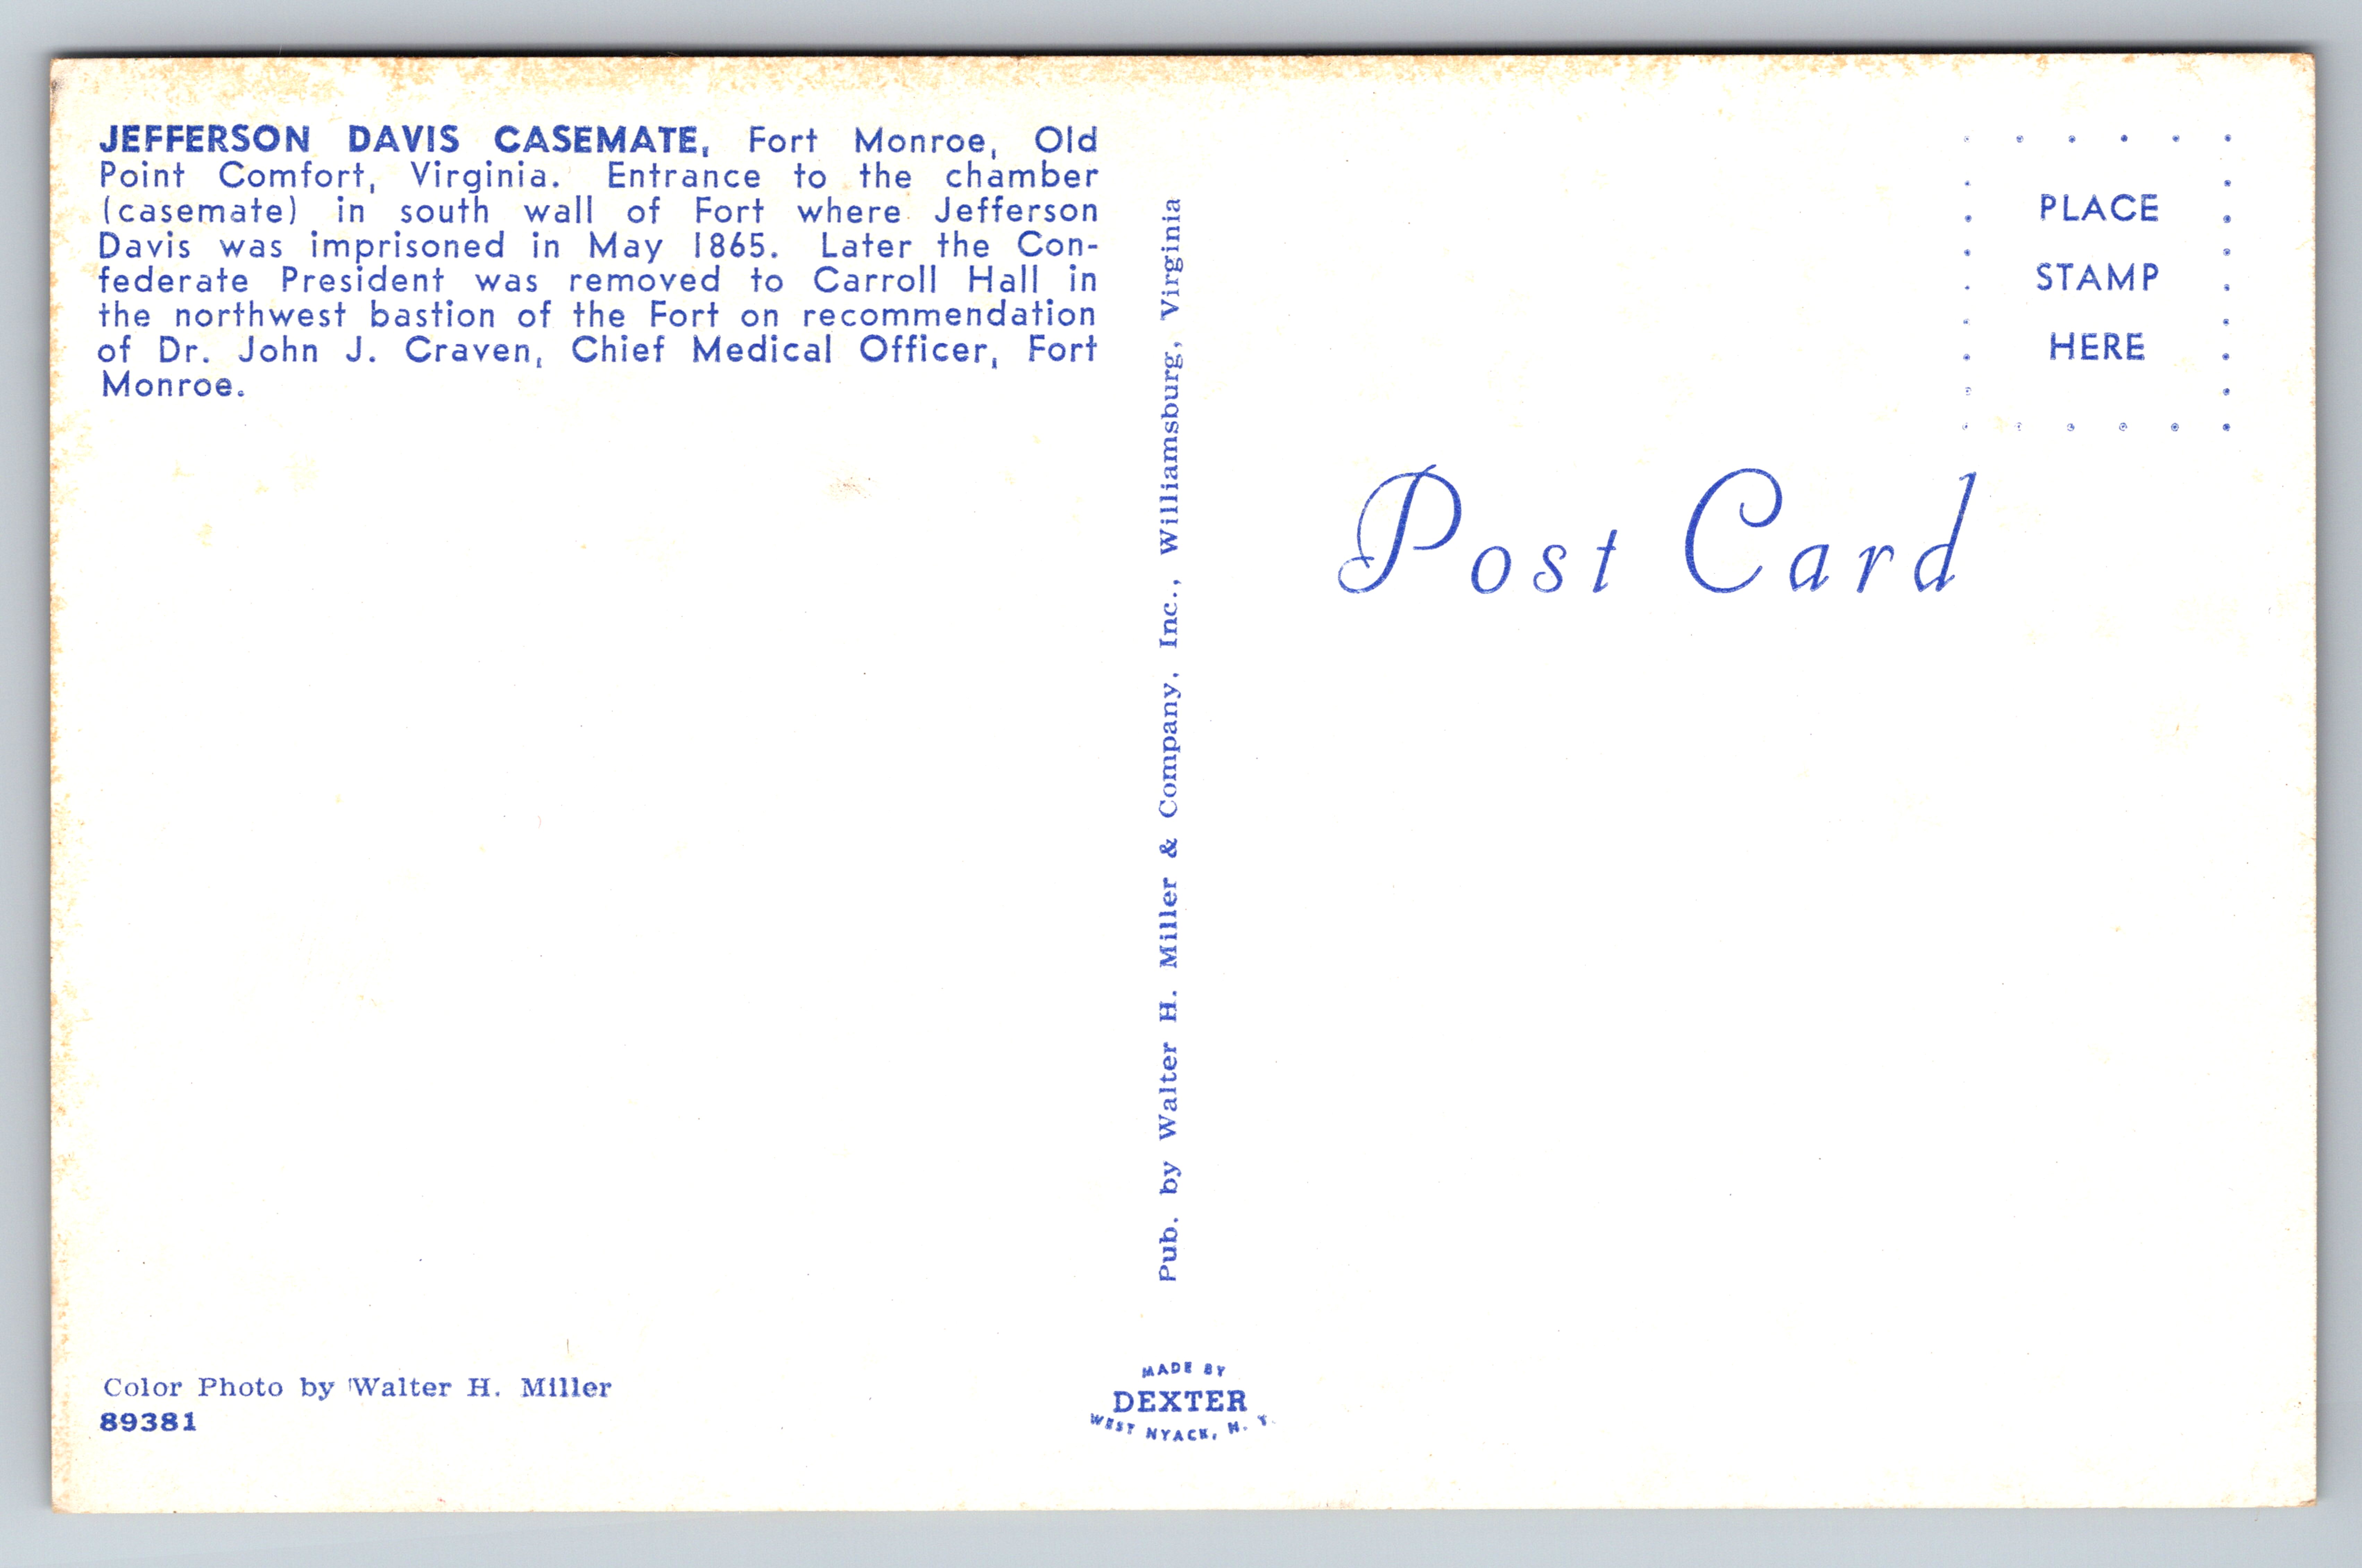 JEFFERSON DAVIS CASEMATE, Fort Monroe, Old
Point Comfort, Virginia. Entrance to the chamber
(casemate) in south wall of Fort where Jefferson
Davis was imprisoned in May 1865. Later the Con-
federate President was removed to Carroll Hall in
the northwest bastion of the Fort on recommendation
of Dr. John J. Craven, Chief Medical Officer, Fort
Monroe.
Color Photo by Walter H. Miller
89381
Pub. by Walter H. Miller & Company, Inc., Williamsburg, Virginia
MADE BY
DEXTER
WEST NYACK, N. Y.
PLACE
STAMP
HERE
Post Card